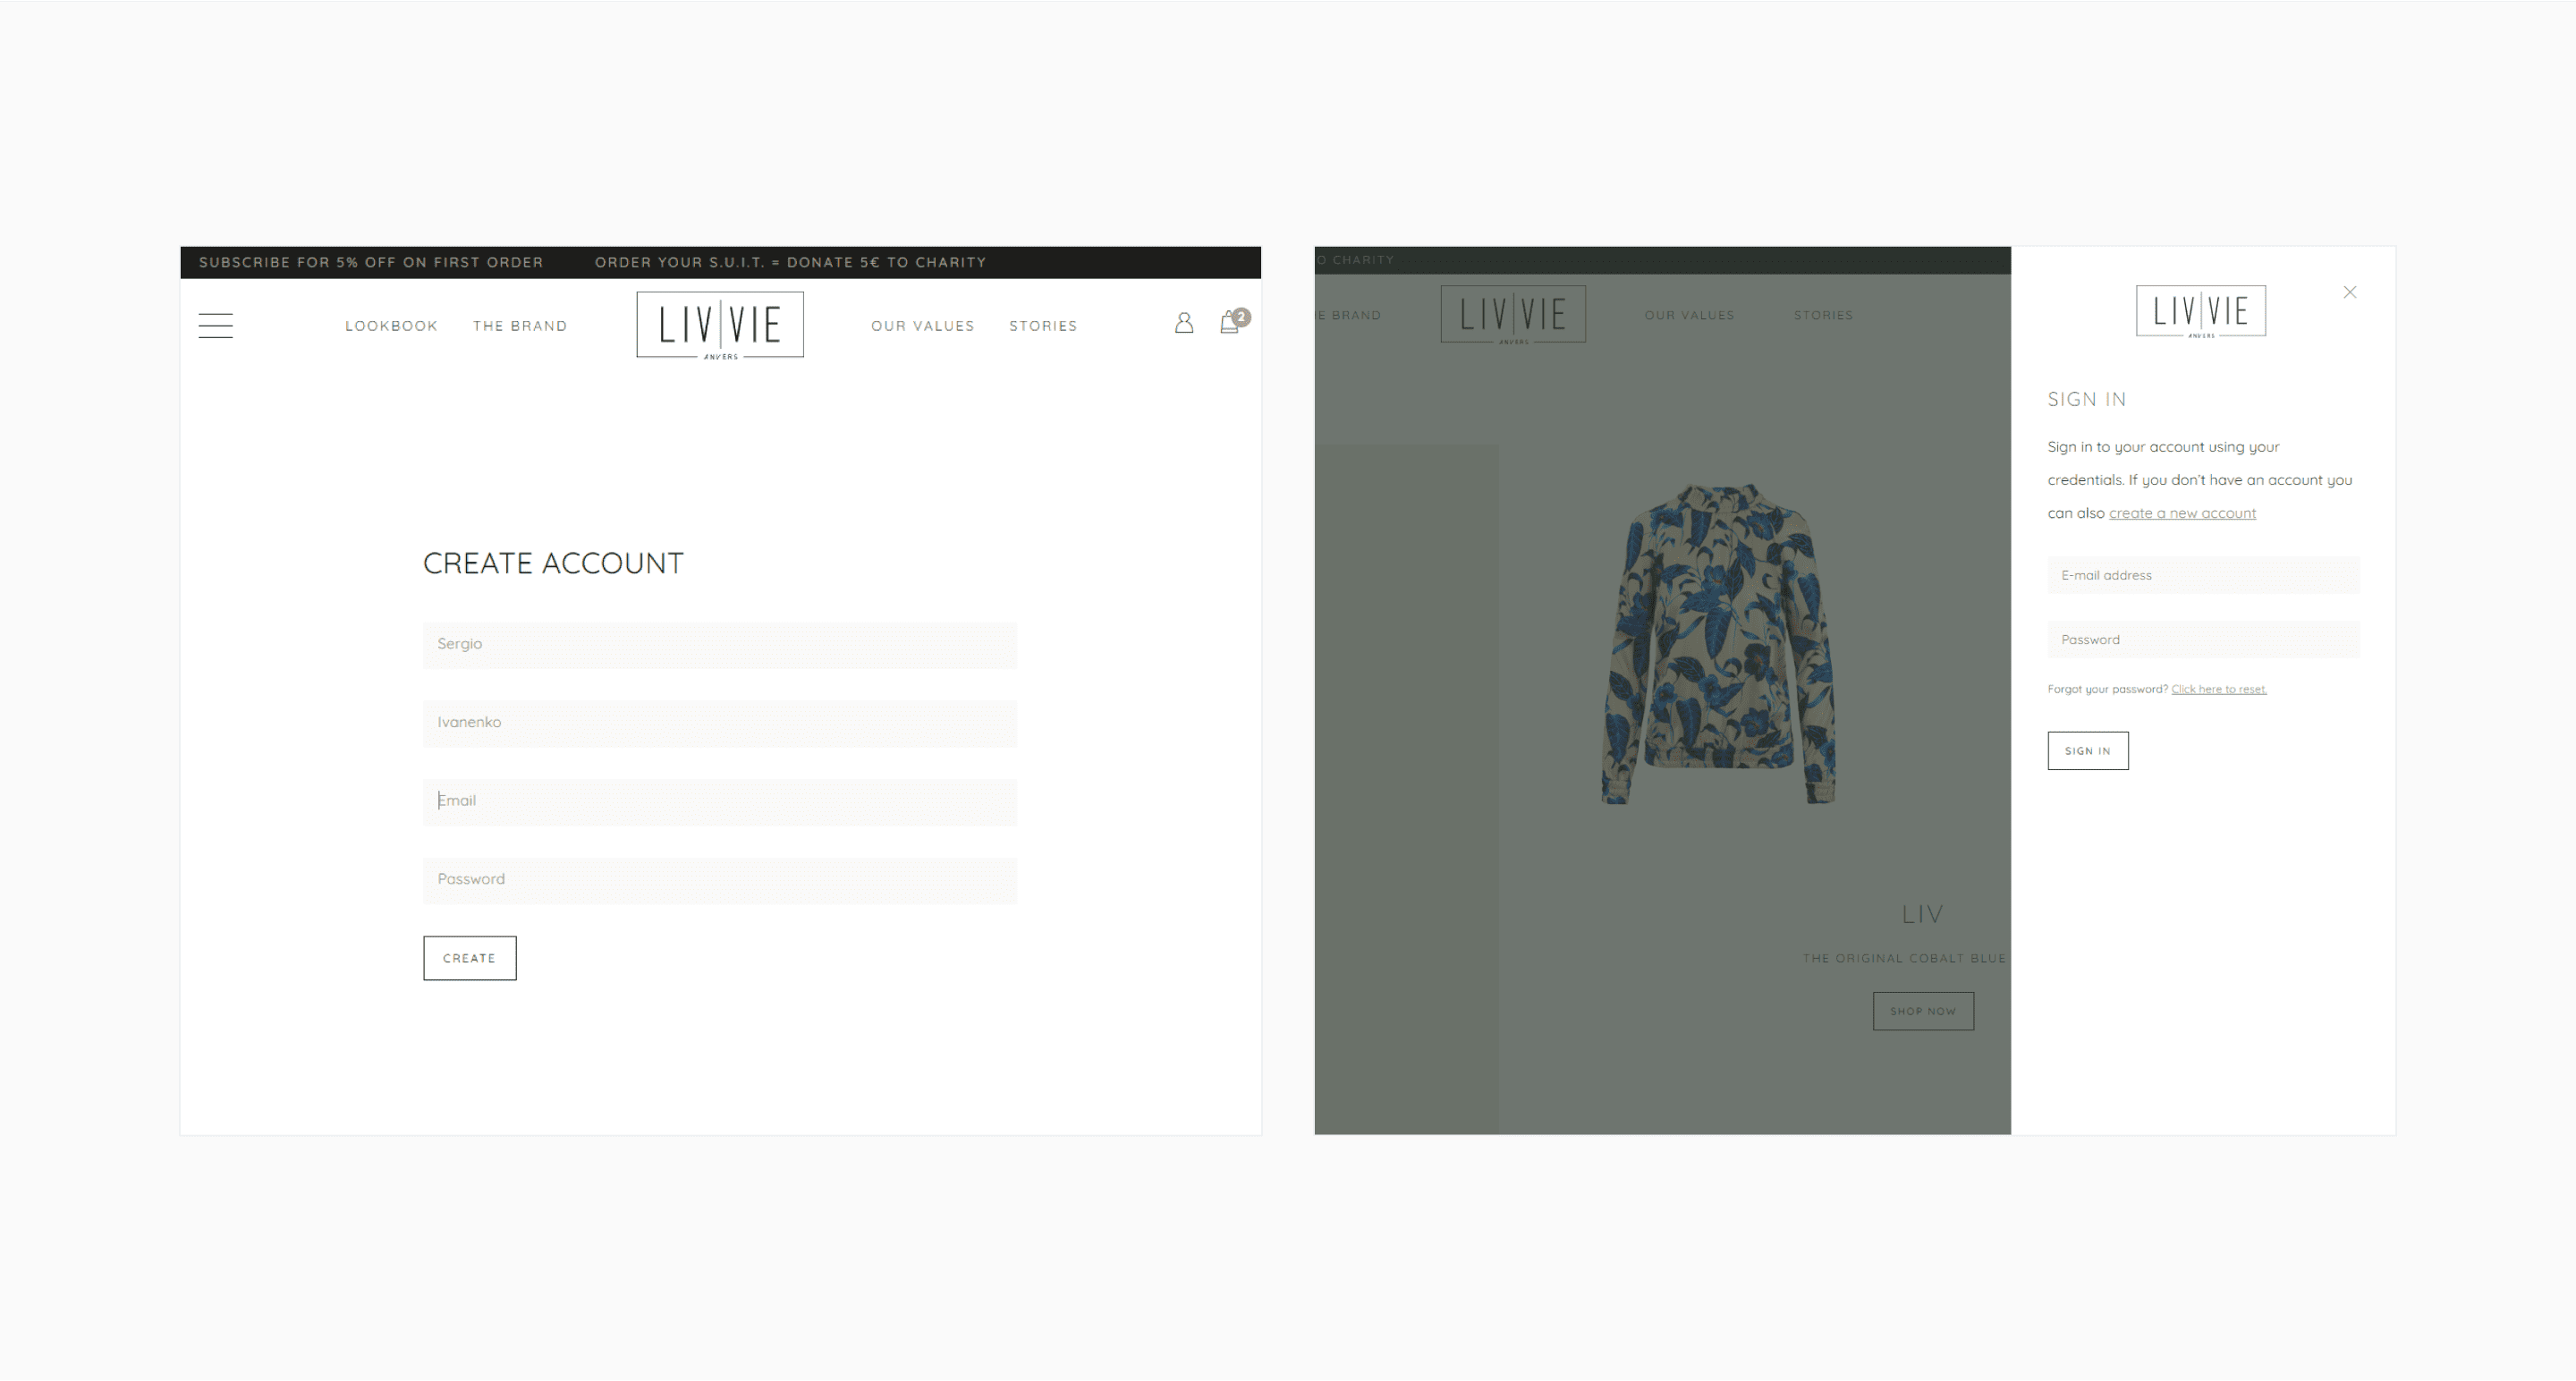 SUBSCRIBE FOR 5% OFF ON FIRST ORDER
ORDER YOUR S.U.I.T. = DONATE 5€ TO CHARITY
LOOKBOOK
THE BRAND
LIV|VIE
ANVERS
OUR VALUES
STORIES
2
CREATE ACCOUNT
Sergio
Ivanenko
Email
Password
CREATE
O CHARITY
E BRAND
LIV|VIE
ANVERS
OUR VALUES
STORIES
LIV
THE ORIGINAL COBALT BLUE
SHOP NOW
LIV|VIE
ANVERS
SIGN IN
Sign in to your account using your
credentials. If you don't have an account you
can also create a new account
E-mail address
Password
Forgot your password? Click here to reset.
SIGN IN